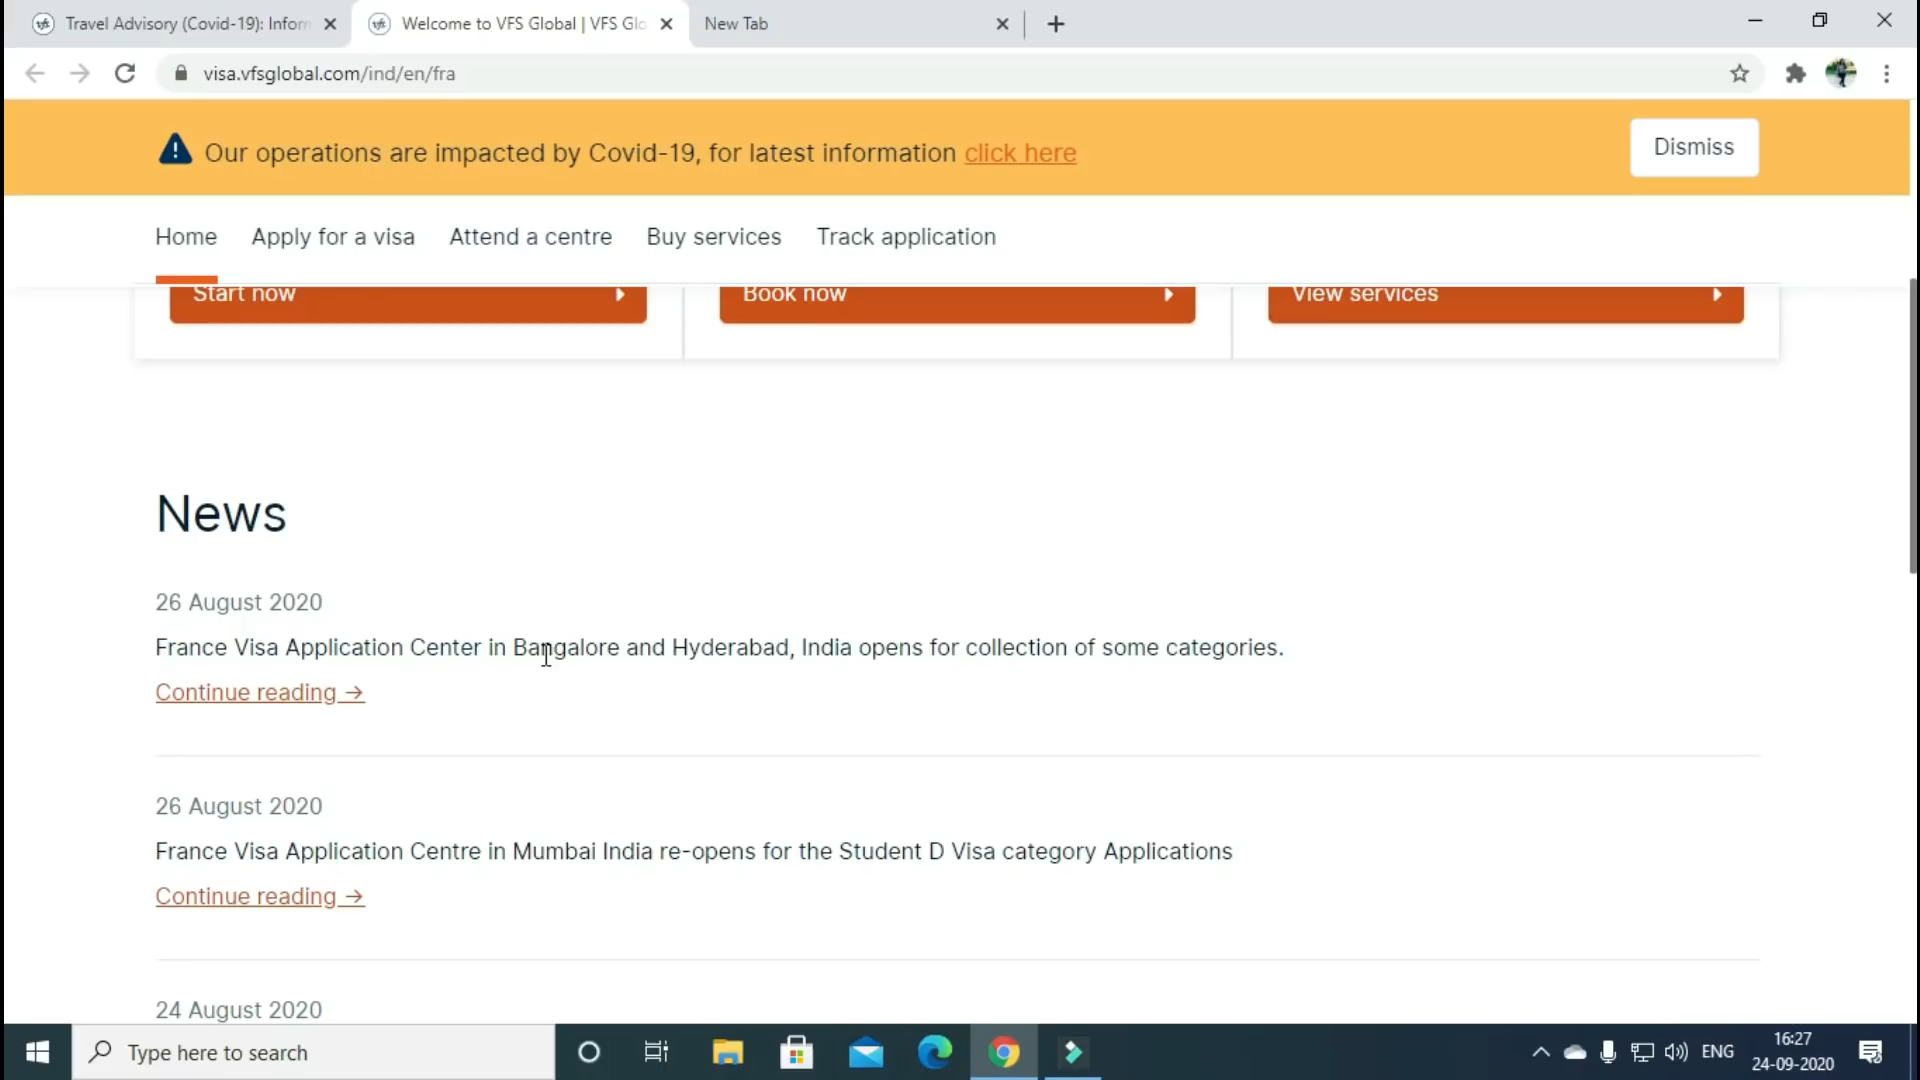 Travel Advisory (Covid-19): Inform
Welcome to VFS Global | VFS Glo
New Tab
visa.vfsglobal.com/ind/en/fra
Our operations are impacted by Covid-19, for latest information click here
Dismiss
Home Apply for a visa Attend a centre Buy services Track application
Start now
Book now
View services
News
26 August 2020
France Visa Application Center in Bangalore and Hyderabad, India opens for collection of some categories.
Continue reading →
26 August 2020
France Visa Application Centre in Mumbai India re-opens for the Student D Visa category Applications
Continue reading →
24 August 2020
Type here to search
ENG
16:27
24-09-2020